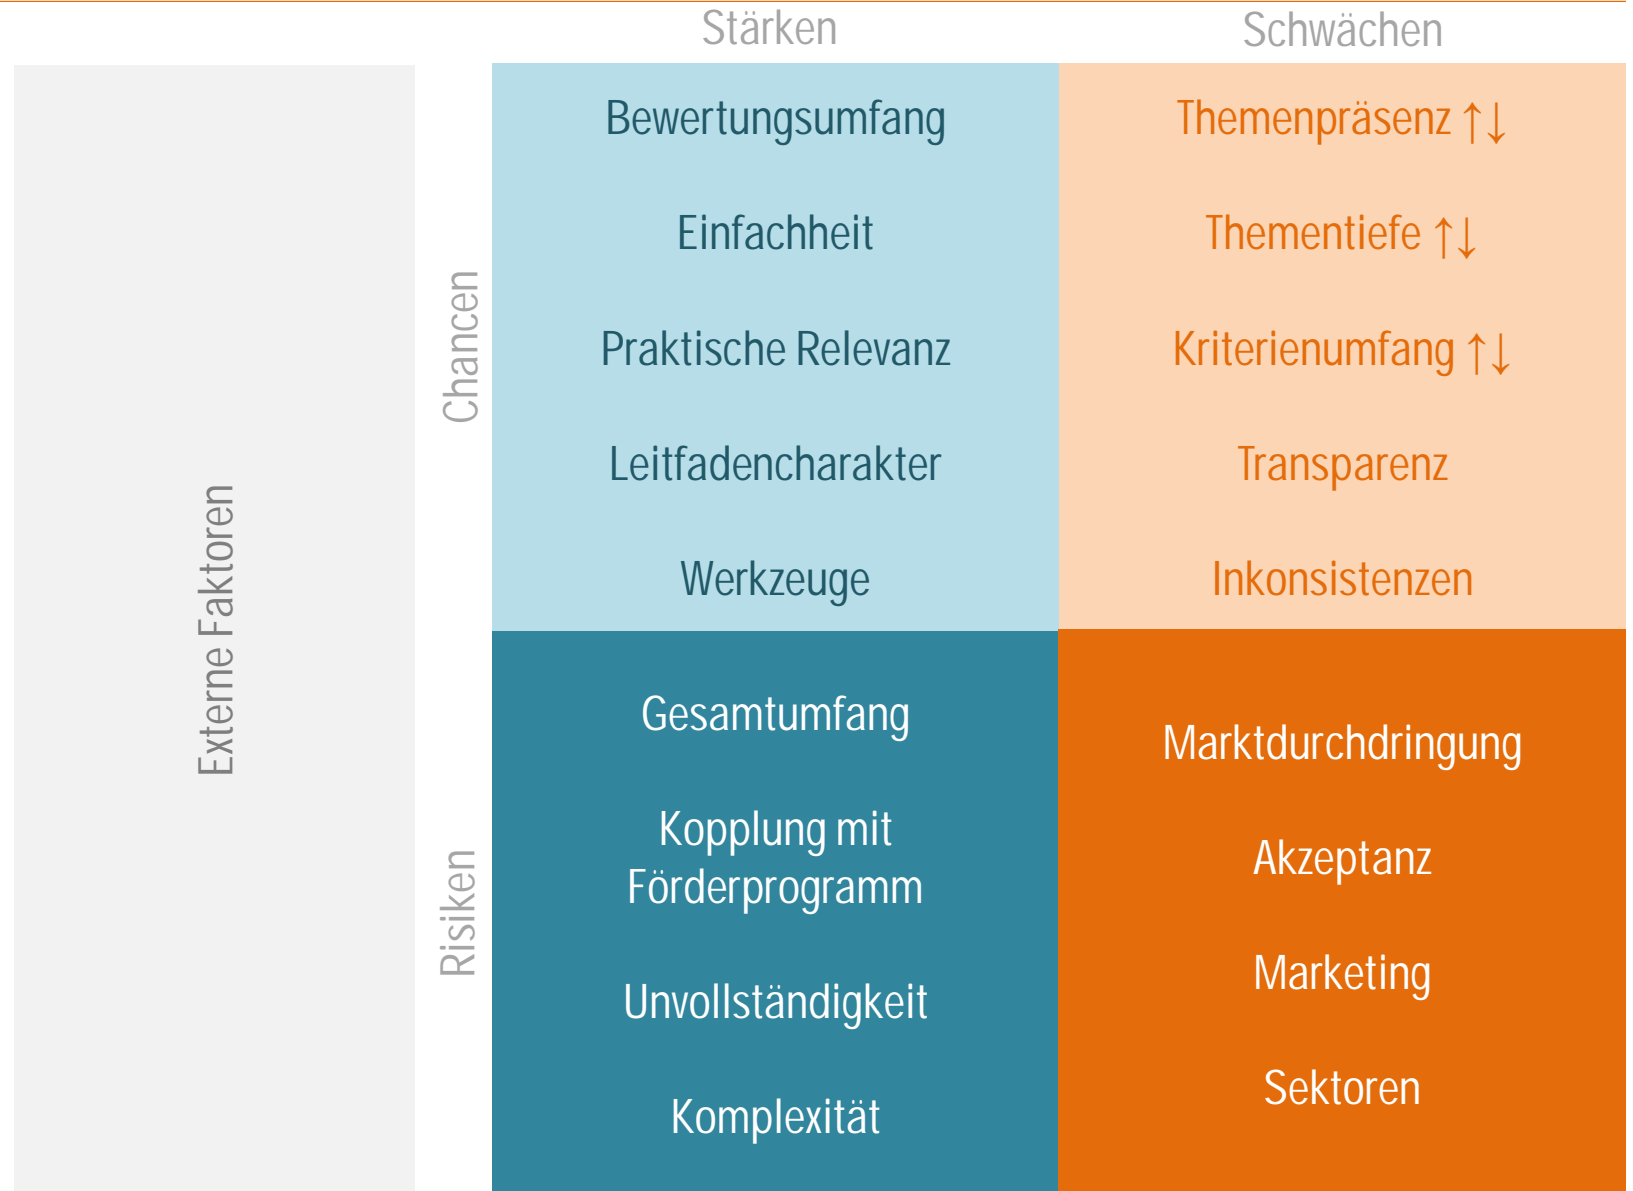 Stärken
Schwächen
Externe Faktoren
Chancen
Bewertungsumfang
Einfachheit
Praktische Relevanz
Leitfadencharakter
Werkzeuge
Themenpräsenz ↑↓
Thementiefe ↑↓
Kriterienumfang ↑↓
Transparenz
Inkonsistenzen
Risiken
Gesamtumfang
Kopplung mit
Förderprogramm
Unvollständigkeit
Komplexität
Marktdurchdringung
Akzeptanz
Marketing
Sektoren